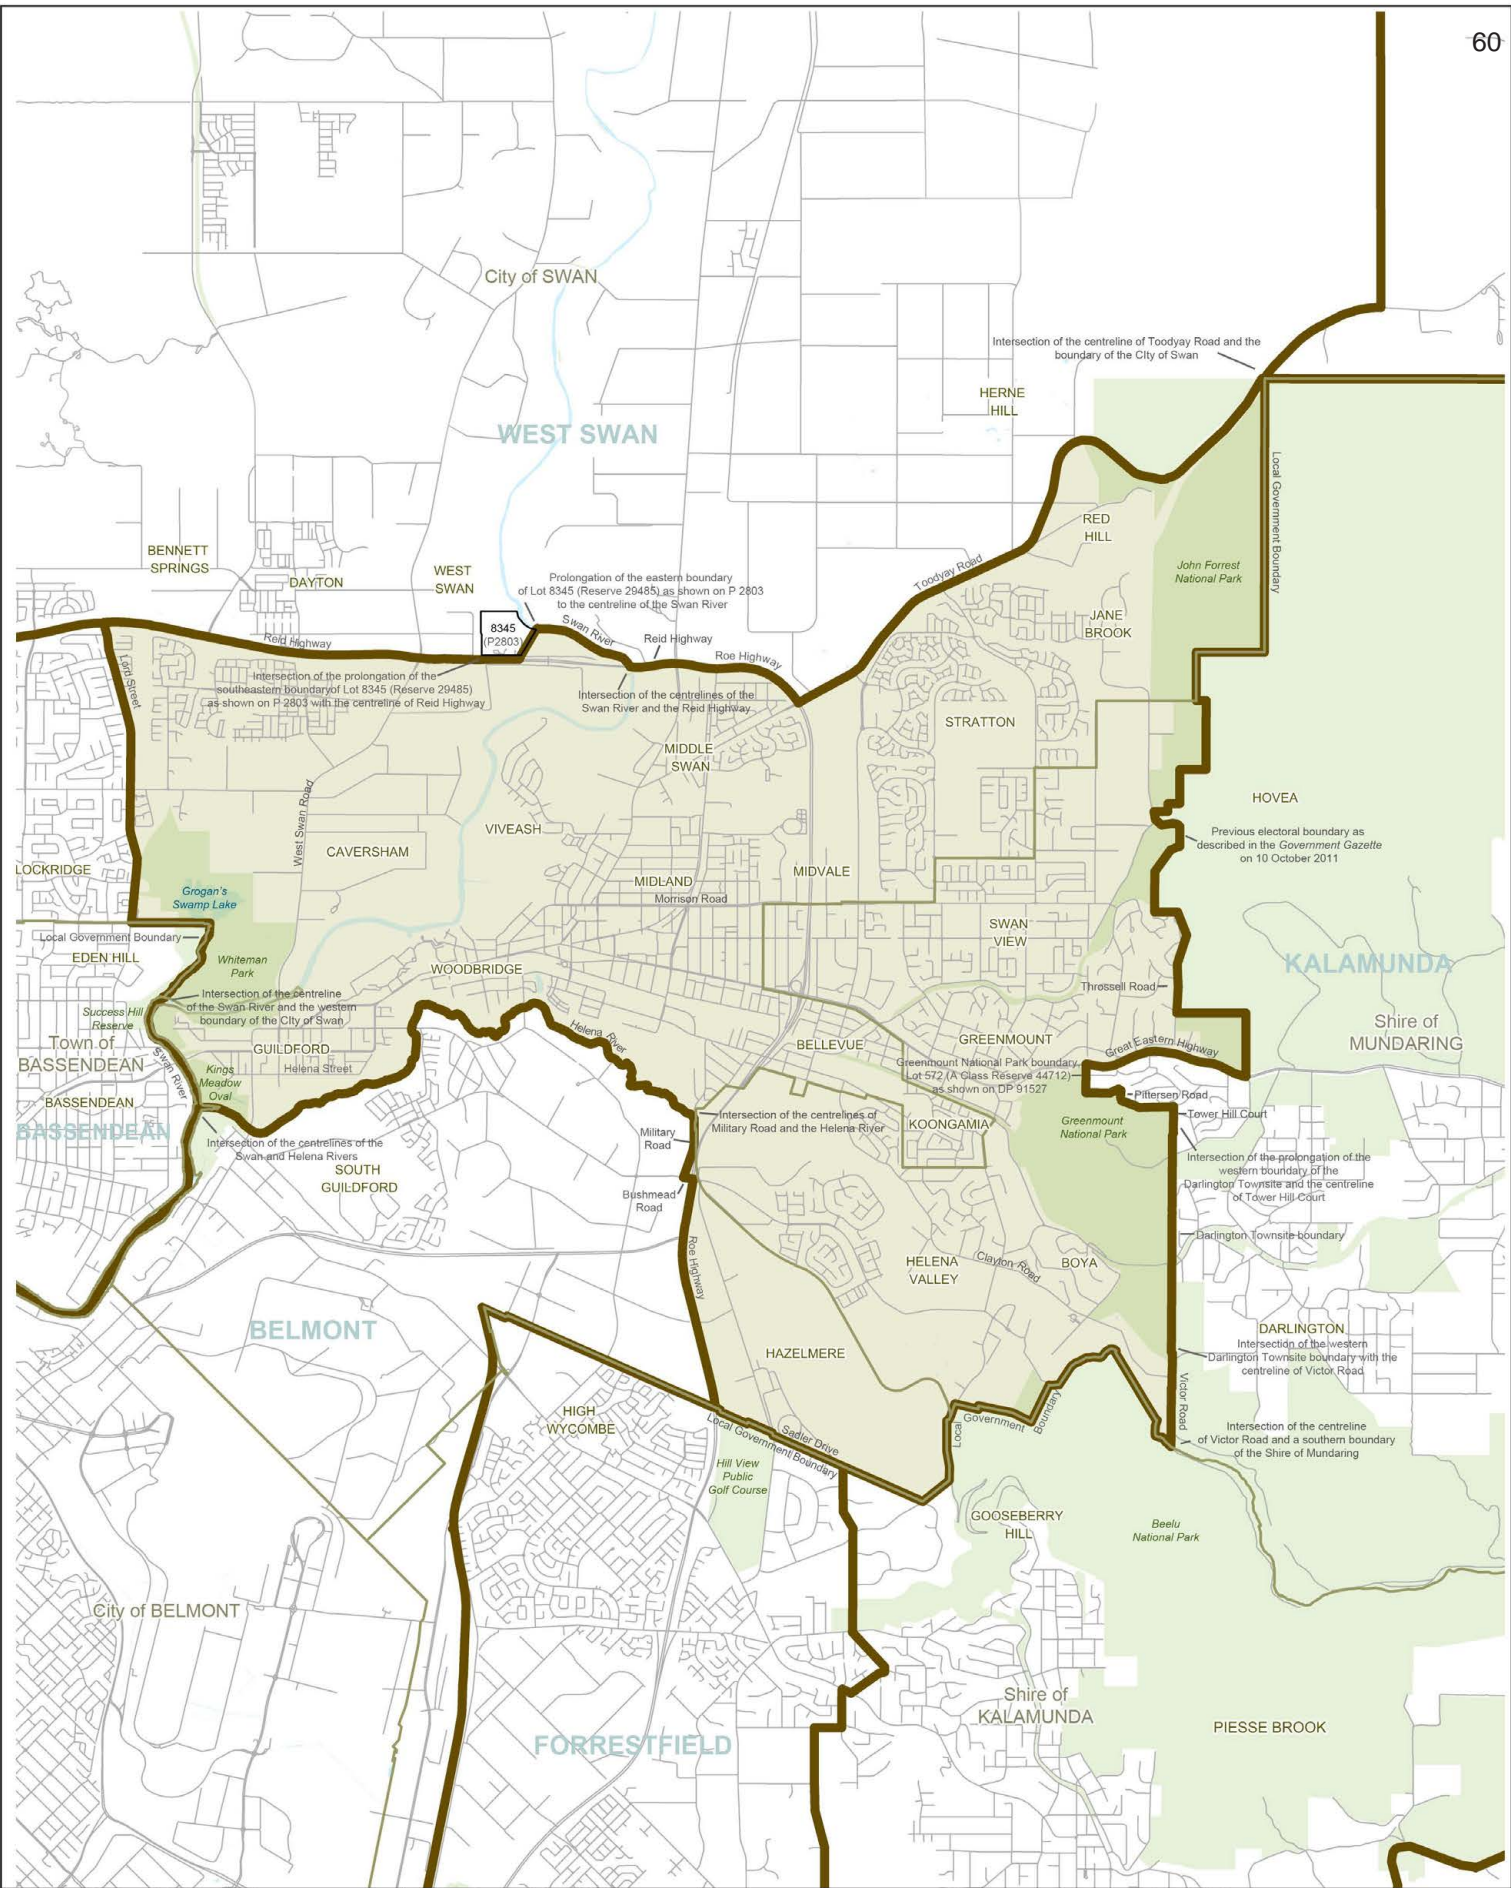 60
City of SWAN
Intersection of the centreline of Toodyay Road and the
boundary of the CIty of Swan
HERNE
HILL
WEST SWAN
Local Government Boundary
RED
HILL
BENNETT
SPRINGS
DAYTON
WEST
SWAN
Prolongation of the eastern boundary
of Lot 8345 (Reserve 29485) as shown on P 2803
to the centreline of the Swan River
Toodyay Road
John Forrest
National Park
JANE
BROOK
8345
(P2803)
Swan River
Reid Highway
Reid Highway
Roe Highway
Lord Street
Intersection of the prolongation of the
southeastern boundaryof Lot 8345 (Reserve 29485)
as shown on P 2803 with the centreline of Reid Highway
Intersection of the centrelines of the
Swan River and the Reid Highway
STRATTON
MIDDLE
SWAN
HOVEA
West Swan Road
VIVEASH
CAVERSHAM
Previous electoral boundary as
described in the Government Gazette
on 10 October 2011
LOCKRIDGE
MIDLAND
MIDVALE
Morrison Road
Grogan's
Swamp Lake
SWAN
VIEW
Local Government Boundary
EDEN HILL
Whiteman
Park
WOODBRIDGE
KALAMUNDA
Throssell Road
Intersection of the centreline
of the Swan River and the western
boundary of the CIty of Swan
Success Hill
Reserve
Town of
BASSENDEAN
Swan River
GUILDFORD
Helena Street
Helena River
BELLEVUE
GREENMOUNT
Great Eastern Highway
Shire of
MUNDARING
Greenmount National Park boundary,
Lot 572 (A Class Reserve 44712)
as shown on DP 91527
Kings
Meadow
Oval
BASSENDEAN
BASSENDEAN
Pittersen Road
Tower Hill Court
Intersection of the centrelines of
Military Road and the Helena River
KOONGAMIA
Greenmount
National Park
Military
Road
Intersection of the centrelines of the
Swan and Helena Rivers
SOUTH
GUILDFORD
Intersection of the prolongation of the
western boundary of the
Darlington Townsite and the centreline
of Tower Hill Court
Bushmead
Road
Darlington Townsite boundary
Roe Highway
HELENA
VALLEY
Clayton Road
BOYA
BELMONT
DARLINGTON
Intersection of the western
Darlington Townsite boundary with the
centreline of Victor Road
HAZELMERE
Victor Road
HIGH
WYCOMBE
Local Government Boundary
Sadler Drive
Local Government Boundary
Intersection of the centreline
of Victor Road and a southern boundary
of the Shire of Mundaring
Hill View
Public
Golf Course
GOOSEBERRY
HILL
Beelu
National Park
City of BELMONT
Shire of
KALAMUNDA
PIESSE BROOK
FORRESTFIELD